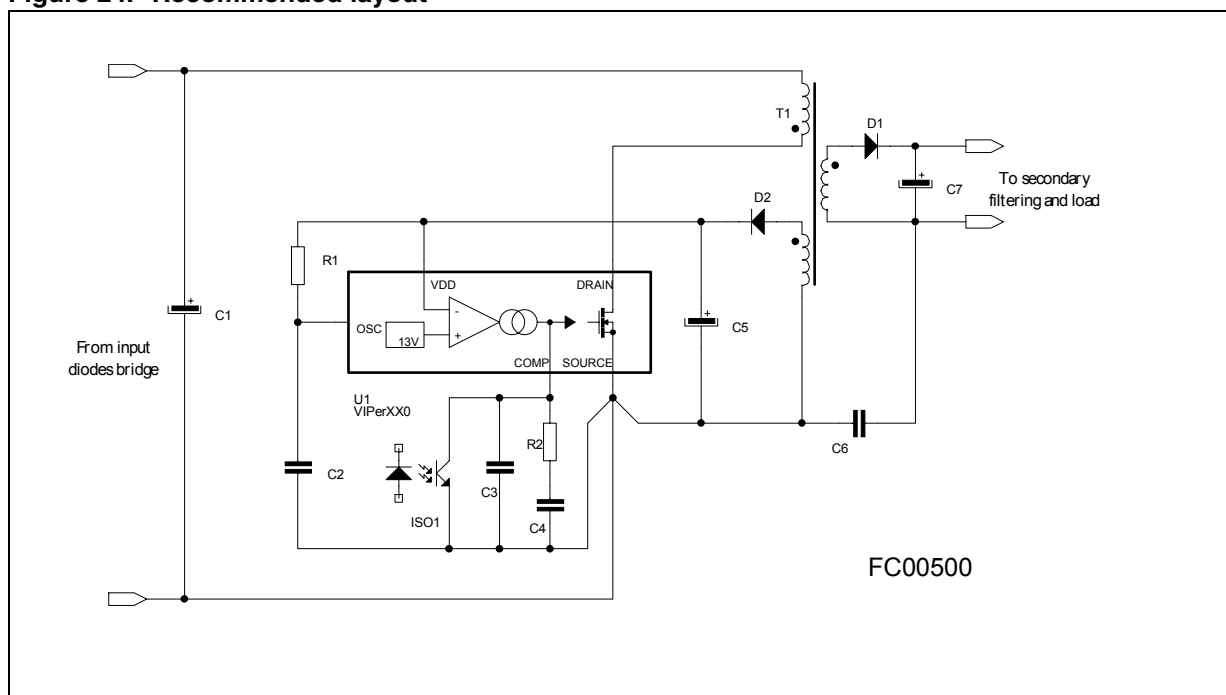 Figure 24. Recommended layout
T1
D1
+
C7
To secondary
filtering and load
D2
R1
VDD
DRAIN
-
+
OSC
13V
COMP
SOURCE
+
C1
+
C5
From input
diodes bridge
U1
VIPerXX0
R2
C6
C2
C3
ISO1
C4
FC00500